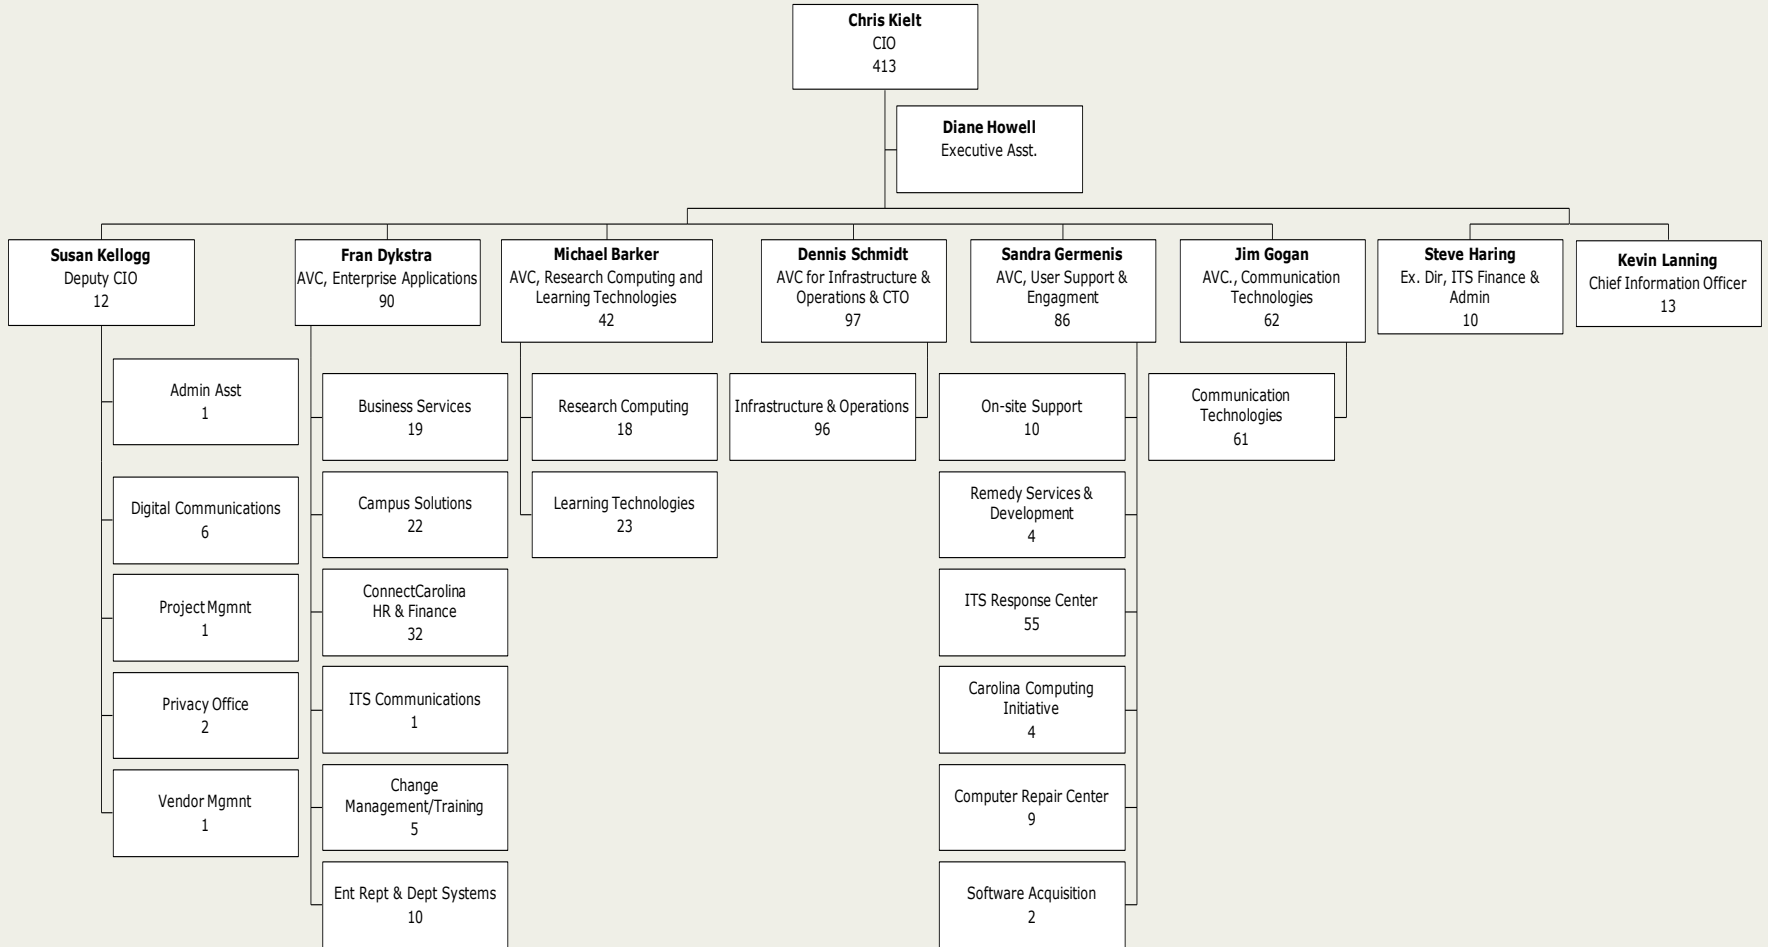 Chris Kielt
CIO
413
Diane Howell
Executive Asst.
Susan Kellogg
Deputy CIO
12
Fran Dykstra
AVC, Enterprise Applications
90
Michael Barker
AVC, Research Computing and
Learning Technologies
42
Dennis Schmidt
AVC for Infrastructure &
Operations & CTO
97
Sandra Germenis
AVC, User Support &
Engagment
86
Jim Gogan
AVC., Communication
Technologies
62
Steve Haring
Ex. Dir, ITS Finance &
Admin
10
Kevin Lanning
Chief Information Officer
13
Admin Asst
1
Digital Communications
6
Project Mgmnt
1
Privacy Office
2
Vendor Mgmnt
1
Business Services
19
Campus Solutions
22
ConnectCarolina
HR & Finance
32
ITS Communications
1
Change
Management/Training
5
Ent Rept & Dept Systems
10
Research Computing
18
Learning Technologies
23
Infrastructure & Operations
96
On-site Support
10
Remedy Services &
Development
4
ITS Response Center
55
Carolina Computing
Initiative
4
Computer Repair Center
9
Software Acquisition
2
Communication
Technologies
61